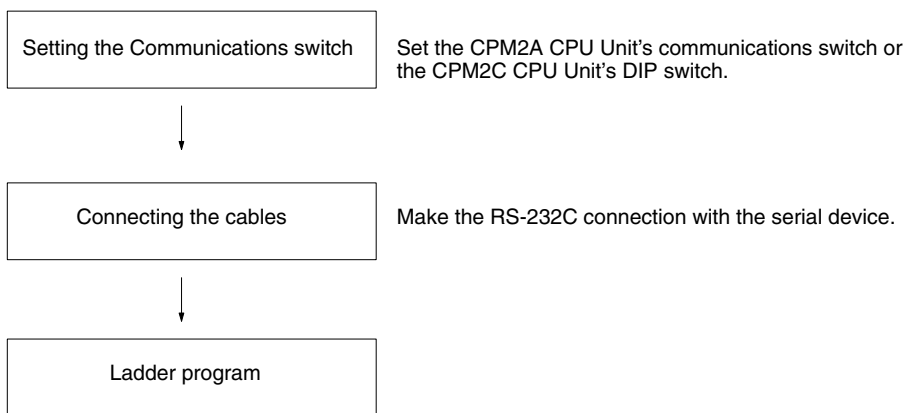 Setting the Communications switch
Set the CPM2A CPU Unit's communications switch or
the CPM2C CPU Unit's DIP switch.
Connecting the cables
Make the RS-232C connection with the serial device.
Ladder program